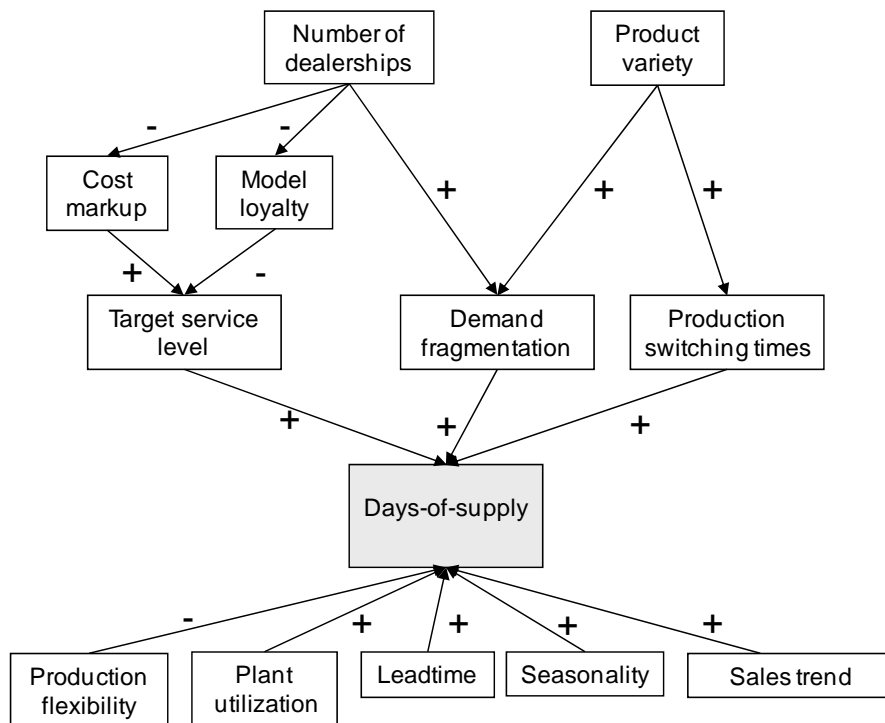 Number of
dealerships
Product
variety
-
-
Cost
markup
Model
loyalty
+
+
+
+
-
Target service
level
Demand
fragmentation
Production
switching times
+
+
+
Days-of-supply
-
+
+
+
+
Production
flexibility
Plant
utilization
Leadtime
Seasonality
Sales trend